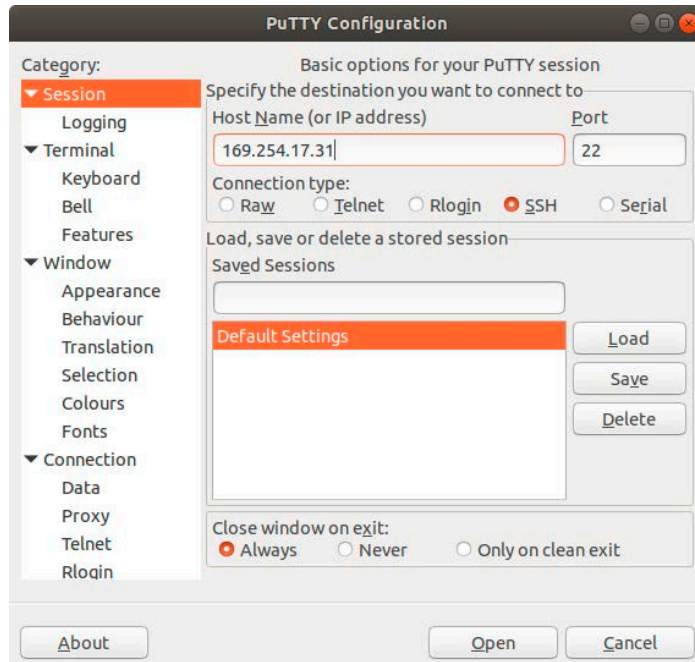 PuTTY Configuration
Category:
Session
Logging
Terminal
Keyboard
Bell
Features
Window
Appearance
Behaviour
Translation
Selection
Colours
Fonts
Connection
Data
Proxy
Telnet
Rlogin
Basic options for your PuTTY session
Specify the destination you want to connect to
Host Name (or IP address) Port
169.254.17.31 22
Connection type:
Raw Telnet Rlogin SSH Serial
Load, save or delete a stored session
Saved Sessions
Default Settings
Load
Save
Delete
Close window on exit:
Always Never Only on clean exit
About Open Cancel